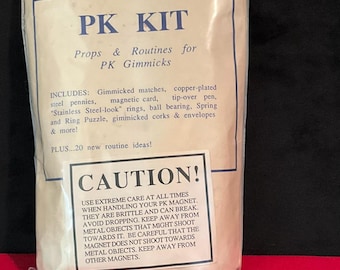 PK KIT
Props & Routines for
PK Gimmicks
INCLUDES: Gimmicked matches, copper-plated
steel pennies, magnetic card, tip-over pen,
"Stainless Steel-look" rings, ball bearing, Spring
and Ring Puzzle, gimmicked corks & envelopes
& more!
PLUS...20 new routine ideas!
CAUTION!
USE EXTREME CARE AT ALL TIMES
WHEN HANDLING YOUR PK MAGNET.
THEY ARE BRITTLE AND CAN BREAK.
AVOID DROPPING. KEEP AWAY FROM
METAL OBJECTS THAT MIGHT SHOOT
TOWARDS IT. BE CAREFUL THAT THE
MAGNET DOES NOT SHOOT TOWARDS
METAL OBJECTS. KEEP AWAY FROM
OTHER MAGNETS.